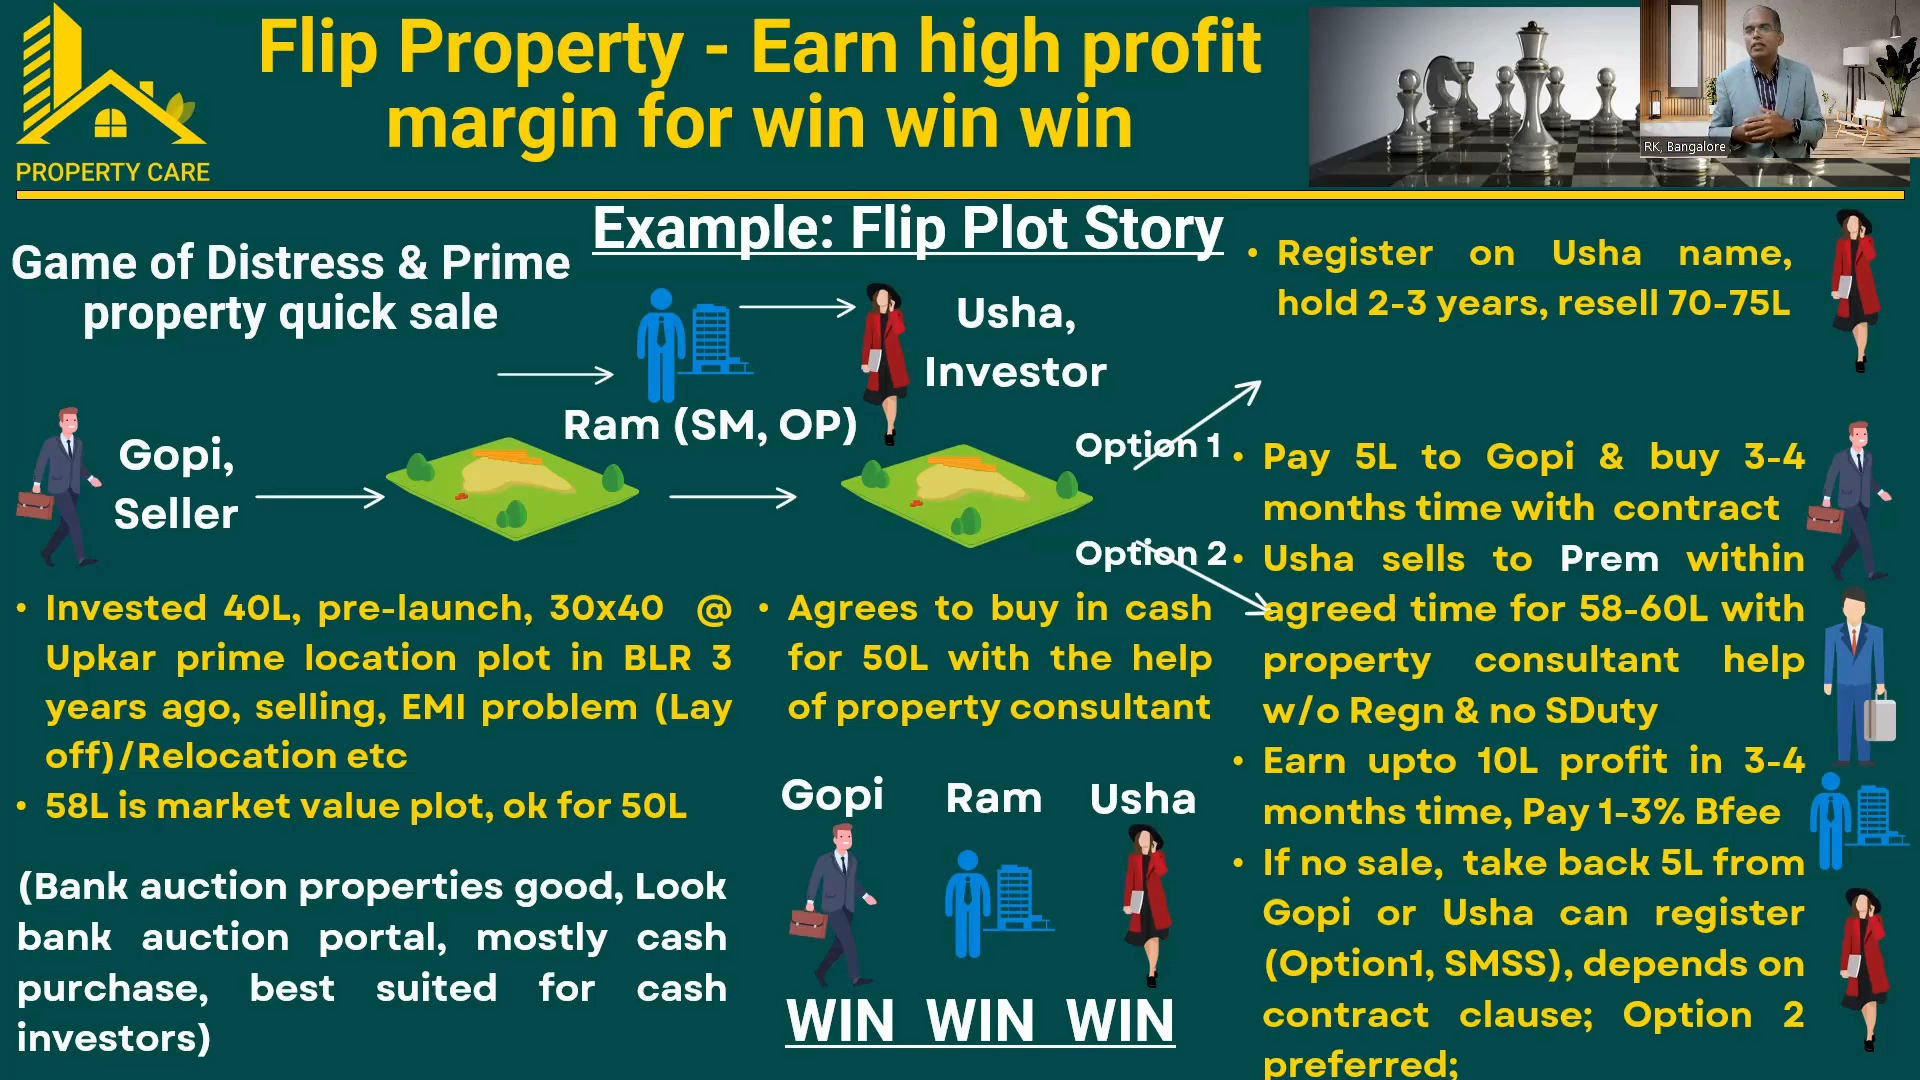 Flip Property - Earn high profit
margin for win win win
PROPERTY CARE
RK, Bangalore
Example: Flip Plot Story
Game of Distress & Prime
property quick sale
Usha,
Investor
Ram (SM, OP)
Gopi,
Seller
Option 1
Option 2
• Invested 40L, pre-launch, 30x40 @
Upkar prime location plot in BLR 3
years ago, selling, EMI problem (Lay
off)/Relocation etc
• 58L is market value plot, ok for 50L
(Bank auction properties good, Look
bank auction portal, mostly cash
purchase, best suited for cash
investors)
• Agrees to buy in cash
for 50L with the help
of property consultant
Gopi Ram Usha
WIN WIN WIN
• Register on Usha name,
hold 2-3 years, resell 70-75L
• Pay 5L to Gopi & buy 3-4
months time with contract
• Usha sells to Prem within
agreed time for 58-60L with
property consultant help
w/o Regn & no SDuty
• Earn upto 10L profit in 3-4
months time, Pay 1-3% Bfee
• If no sale, take back 5L from
Gopi or Usha can register
(Option1, SMSS), depends on
contract clause; Option 2
preferred;